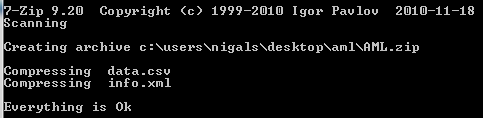 7-Zip 9.20  Copyright (c) 1999-2010 Igor Pavlov  2010-11-18
Scanning
Creating archive c:\users\nigals\desktop\aml\AML.zip
Compressing  data.csv
Compressing  info.xml
Everything is Ok